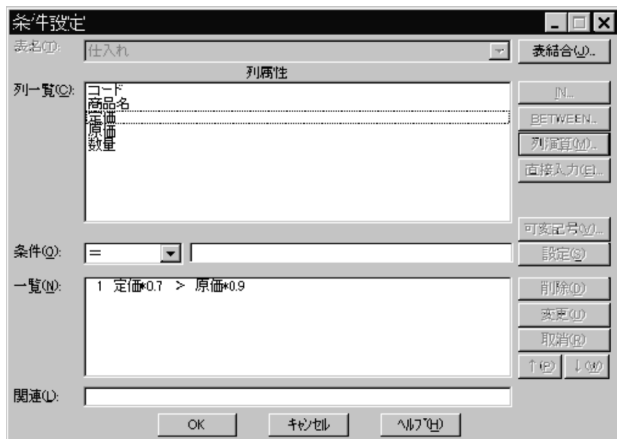 条件設定
表名(T):
仕入れ
表結合(J)...
列属性
列一覧(C):
コード
商品名
定価
原価
数量
IN...
BETWEEN...
列演算(M)...
直接入力(E)...
可変記号(V)...
条件(O):
=
設定(S)
一覧(N):
1 定価*0.7 > 原価*0.9
削除(D)
変更(U)
取消(R)
↑(P)
↓(W)
関連(L):
OK
キャンセル
ヘルプ(H)